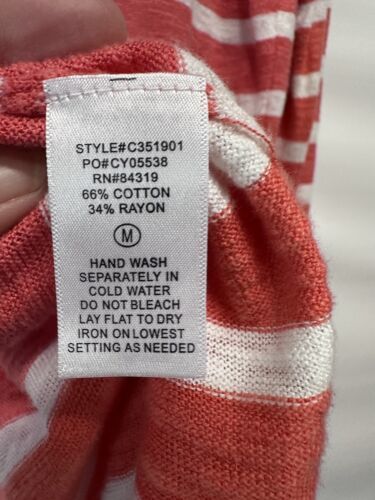 STYLE#C351901
PO#CY05538
RN#84319
66% COTTON
34% RAYON
M
HAND WASH
SEPARATELY IN
COLD WATER
DO NOT BLEACH
LAY FLAT TO DRY
IRON ON LOWEST
SETTING AS NEEDED